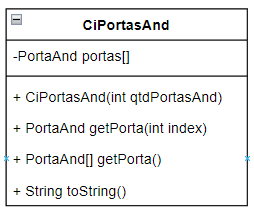 CiPortasAnd
-PortaAnd portas[]
+ CiPortasAnd(int qtdPortasAnd)
+ PortaAnd getPorta(int index)
+ PortaAnd[] getPorta()
+ String toString()